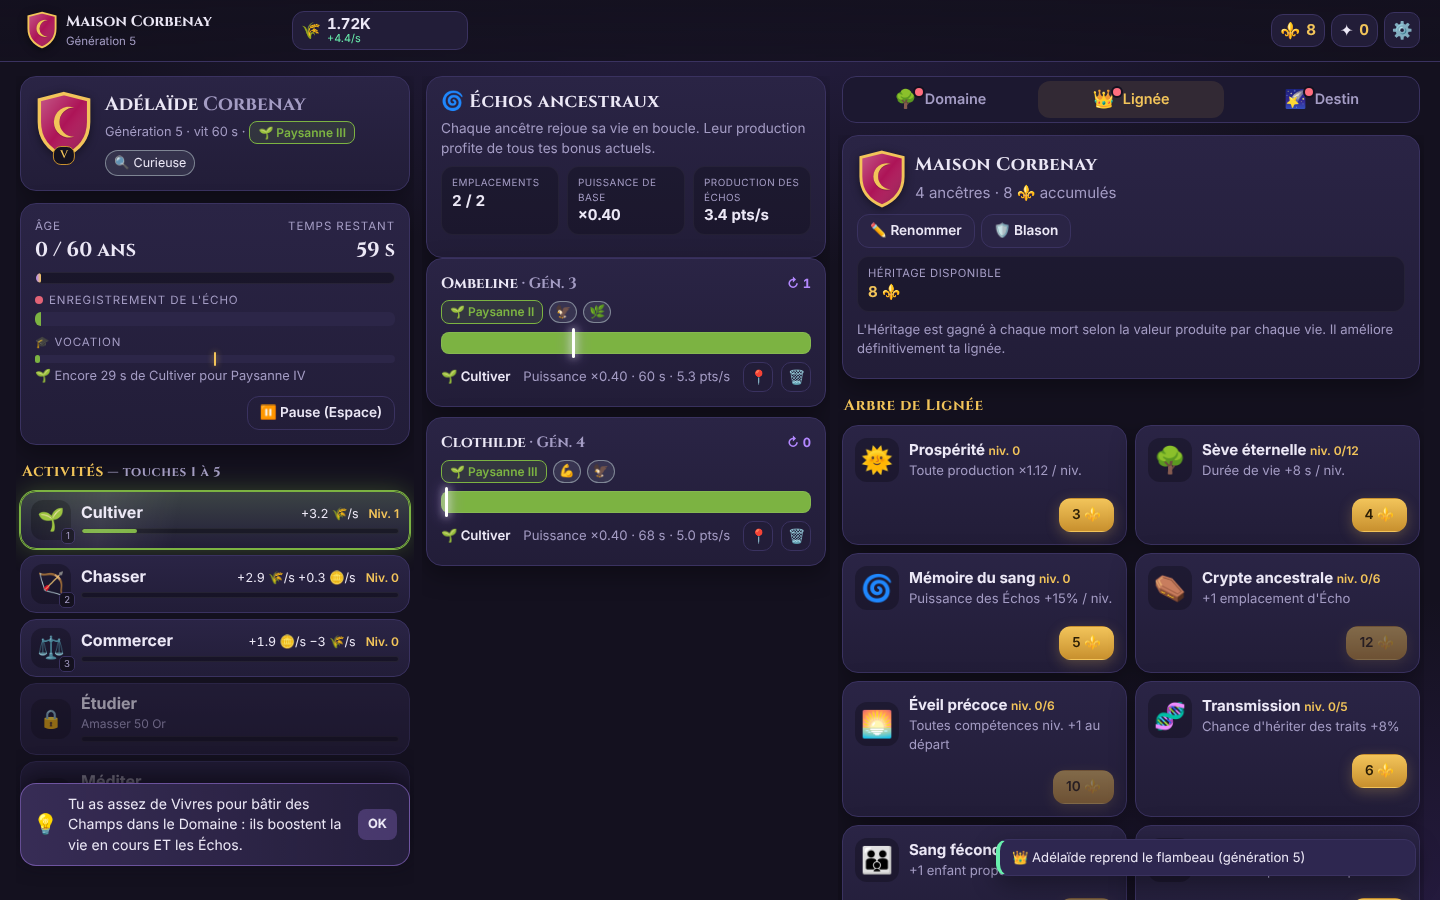 Maison Corbenay
Génération 5
1.72K
+4.4/s
8
0
Adélaïde Corbenay
Génération 5 · vit 60 s ·
Paysanne III
V
Curieuse
ÂGE
TEMPS RESTANT
0 / 60 ans
59 s
ENREGISTREMENT DE L'ÉCHO
VOCATION
Encore 29 s de Cultiver pour Paysanne IV
Pause (Espace)
Activités — touches 1 à 5
Cultiver
+3.2 /s Niv. 1
1
Chasser
+2.9 /s +0.3 /s Niv. 0
2
Commercer
+1.9 /s −3 /s Niv. 0
3
Étudier
Amasser 50 Or
Méditer
Tu as assez de Vivres pour bâtir des
Champs dans le Domaine : ils boostent la
vie en cours ET les Échos.
OK
Échos ancestraux
Chaque ancêtre rejoue sa vie en boucle. Leur production
profite de tous tes bonus actuels.
EMPLACEMENTS
2 / 2
PUISSANCE DE
BASE
×0.40
PRODUCTION DES
ÉCHOS
3.4 pts/s
Ombeline · Gén. 3
↻ 1
Paysanne II
Cultiver Puissance ×0.40 · 60 s · 5.3 pts/s
Clothilde · Gén. 4
↻ 0
Paysanne III
Cultiver Puissance ×0.40 · 68 s · 5.0 pts/s
Domaine
Lignée
Destin
Maison Corbenay
4 ancêtres · 8 accumulés
Renommer
Blason
HÉRITAGE DISPONIBLE
8
L'Héritage est gagné à chaque mort selon la valeur produite par chaque vie. Il améliore
définitivement ta lignée.
Arbre de Lignée
Prospérité niv. 0
Toute production ×1.12 / niv.
3
Sève éternelle niv. 0/12
Durée de vie +8 s / niv.
4
Mémoire du sang niv. 0
Puissance des Échos +15% / niv.
5
Crypte ancestrale niv. 0/6
+1 emplacement d'Écho
12
Éveil précoce niv. 0/6
Toutes compétences niv. +1 au
départ
10
Transmission niv. 0/5
Chance d'hériter des traits +8%
6
Sang fécond
+1 enfant prop
Adélaïde reprend le flambeau (génération 5)